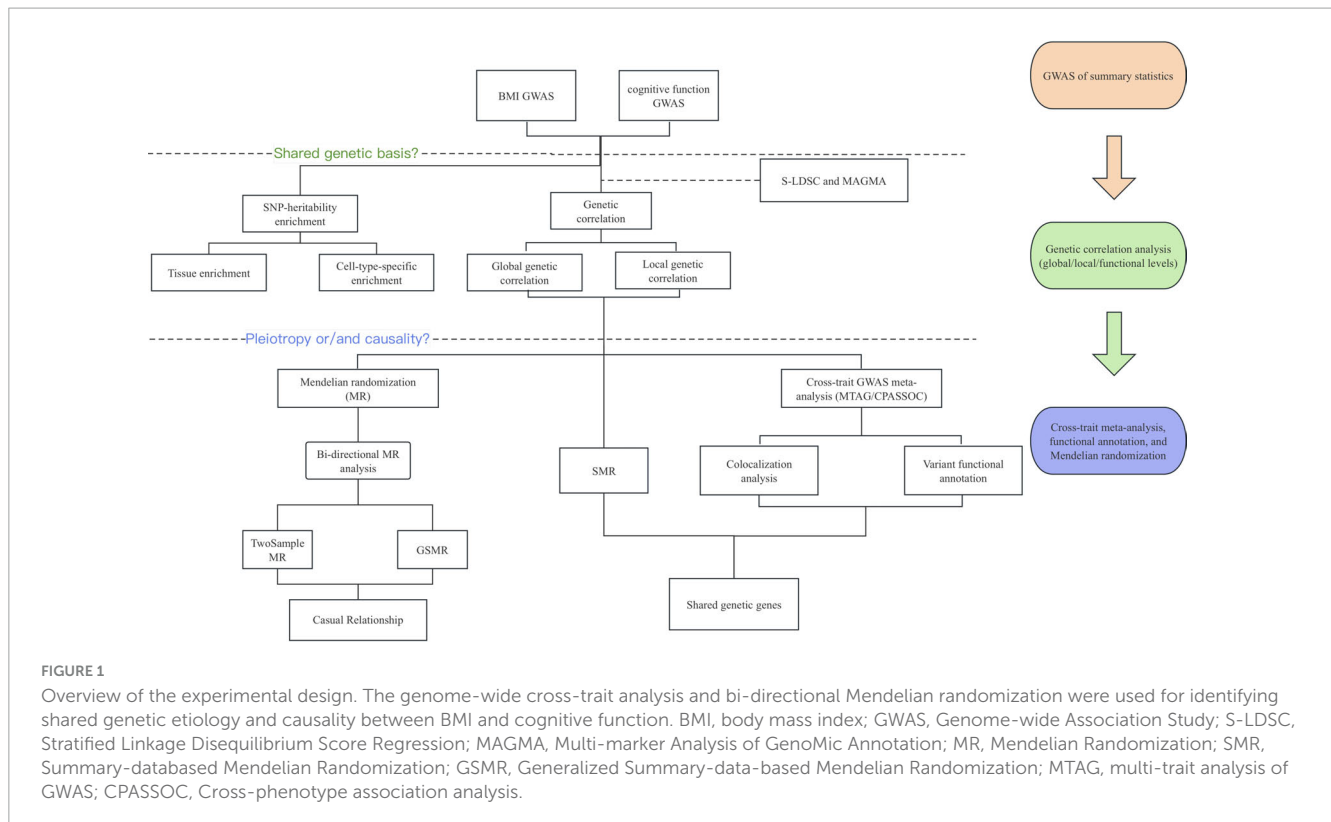 BMI GWAS
cognitive function
GWAS
GWAS of summary statistics
Shared genetic basis?
S-LDSC and MAGMA
SNP-heritability
enrichment
Genetic
correlation
Tissue enrichment
Cell-type-specific
enrichment
Global genetic
correlation
Local genetic
correlation
Genetic correlation analysis
(global/local/functional levels)
Pleiotropy or/and causality?
Mendelian randomization
(MR)
Cross-trait GWAS meta-
analysis (MTAG/CPASSOC)
Cross-trait meta-analysis,
functional annotation, and
Mendelian randomization
Bi-directional MR
analysis
SMR
Colocalization
analysis
Variant functional
annotation
TwoSample
MR
GSMR
Casual Relationship
Shared genetic genes
FIGURE 1
Overview of the experimental design. The genome-wide cross-trait analysis and bi-directional Mendelian randomization were used for identifying
shared genetic etiology and causality between BMI and cognitive function. BMI, body mass index; GWAS, Genome-wide Association Study; S-LDSC,
Stratified Linkage Disequilibrium Score Regression; MAGMA, Multi-marker Analysis of GenoMic Annotation; MR, Mendelian Randomization; SMR,
Summary-databased Mendelian Randomization; GSMR, Generalized Summary-data-based Mendelian Randomization; MTAG, multi-trait analysis of
GWAS; CPASSOC, Cross-phenotype association analysis.